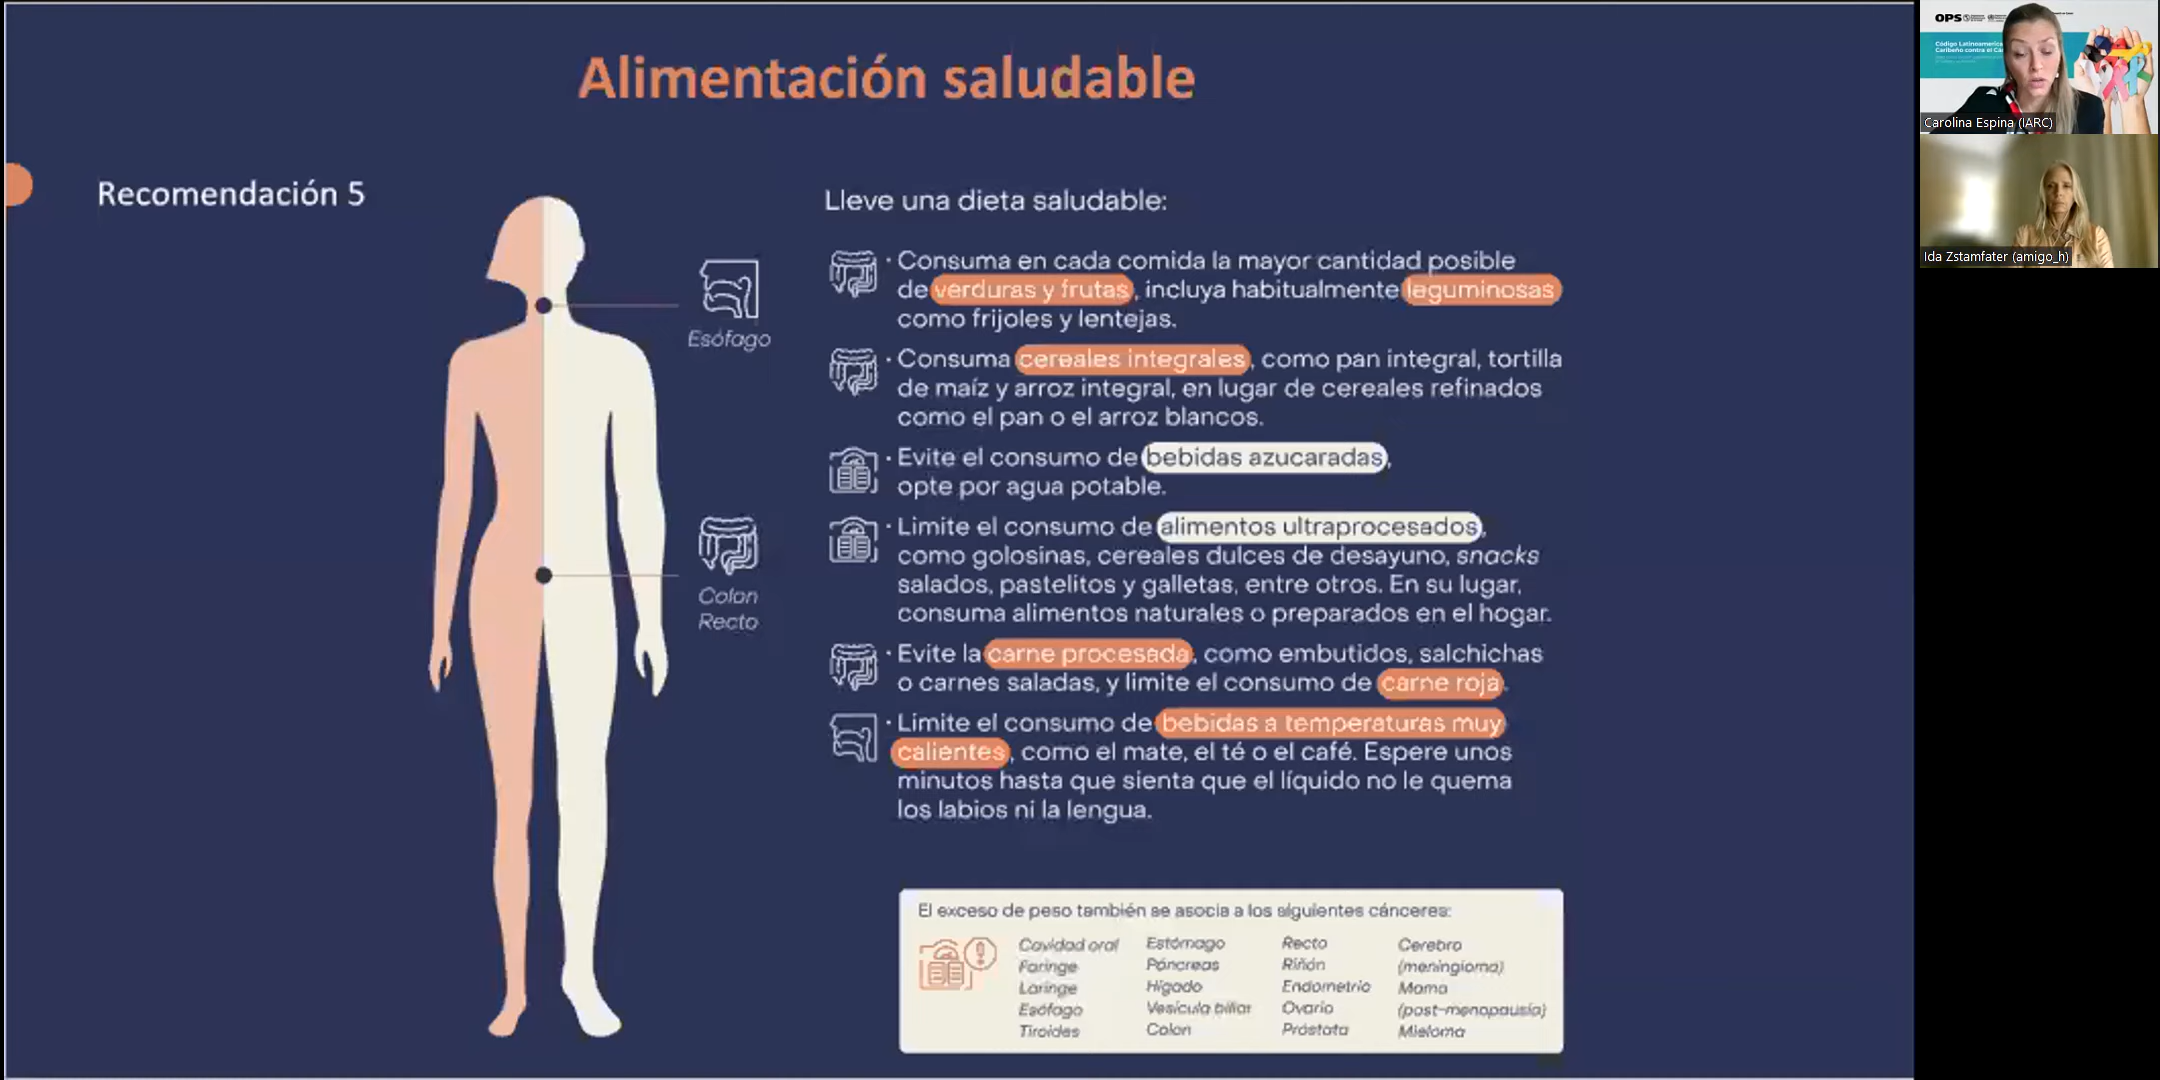 Alimentación saludable
Recomendación 5
Esófago
Colon
Recto
Lleve una dieta saludable:
· Consuma en cada comida la mayor cantidad posible
de verduras y frutas, incluya habitualmente leguminosas
como frijoles y lentejas.
· Consuma cereales integrales, como pan integral, tortilla
de maíz y arroz integral, en lugar de cereales refinados
como el pan o el arroz blancos.
· Evite el consumo de bebidas azucaradas,
opte por agua potable.
· Limite el consumo de alimentos ultraprocesados,
como golosinas, cereales dulces de desayuno, snacks
salados, pastelitos y galletas, entre otros. En su lugar,
consuma alimentos naturales o preparados en el hogar.
· Evite la carne procesada, como embutidos, salchichas
o carnes saladas, y limite el consumo de carne roja.
· Limite el consumo de bebidas a temperaturas muy
calientes, como el mate, el té o el café. Espere unos
minutos hasta que sienta que el líquido no le quema
los labios ni la lengua.
El exceso de peso también se asocia a los siguientes cánceres:
Cavidad oral
Faringe
Laringe
Esófago
Tiroides
Estómago
Páncreas
Hígado
Vesícula biliar
Colon
Recto
Riñón
Endometrio
Ovario
Próstata
Cerebro
(meningioma)
Mama
(post-menopausia)
Mieloma
OPS
Código
contra el
Carolina Espina (IARC)
Ida Zstamfater (amigo_h)